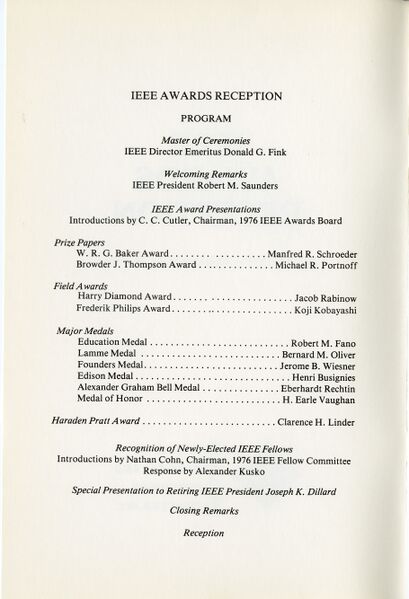 IEEE AWARDS RECEPTION
PROGRAM
Master of Ceremonies
IEEE Director Emeritus Donald G. Fink
Welcoming Remarks
IEEE President Robert M. Saunders
IEEE Award Presentations
Introductions by C. C. Cutler, Chairman, 1976 IEEE Awards Board
Prize Papers
W. R. G. Baker Award.....................Manfred R. Schroeder
Browder J. Thompson Award................Michael R. Portnoff
Field Awards
Harry Diamond Award.........................Jacob Rabinow
Frederik Philips Award.........................Koji Kobayashi
Major Medals
Education Medal.............................Robert M. Fano
Lamme Medal.............................Bernard M. Oliver
Founders Medal.............................Jerome B. Wiesner
Edison Medal................................Henri Busignies
Alexander Graham Bell Medal.................Eberhardt Rechtin
Medal of Honor.............................H. Earle Vaughan
Haraden Pratt Award...........................Clarence H. Linder
Recognition of Newly-Elected IEEE Fellows
Introductions by Nathan Cohn, Chairman, 1976 IEEE Fellow Committee
Response by Alexander Kusko
Special Presentation to Retiring IEEE President Joseph K. Dillard
Closing Remarks
Reception